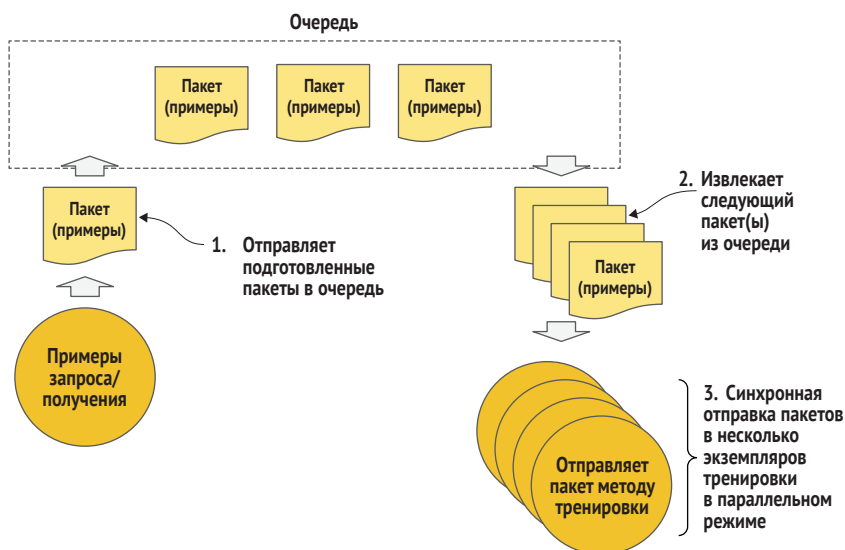 Очередь
Пакет
(примеры)
Пакет
(примеры)
Пакет
(примеры)
Пакет
(примеры)
1. Отправляет
подготовленные
пакеты в очередь
Примеры
запроса/
получения
2. Извлекает
следующий
пакет(ы)
из очереди
Пакет
(примеры)
Отправляет
пакет методу
тренировки
3. Синхронная
отправка пакетов
в несколько
экземпляров
тренировки
в параллельном
режиме